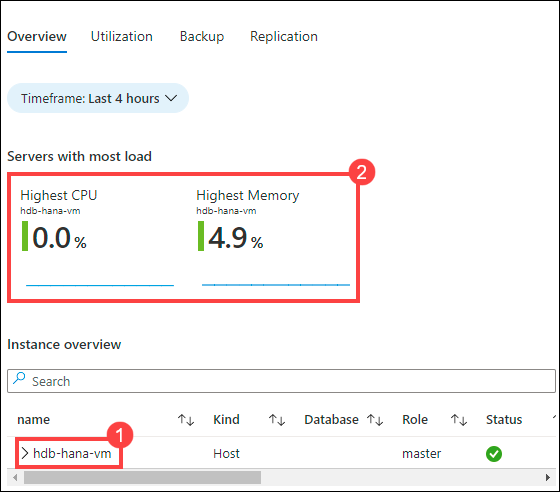 Overview Utilization Backup Replication
Timeframe: Last 4 hours
Servers with most load
2
Highest CPU Highest Memory
hdb-hana-vm hdb-hana-vm
0.0 % 4.9 %
Instance overview
Search
name Kind Database Role Status
1
hdb-hana-vm Host master